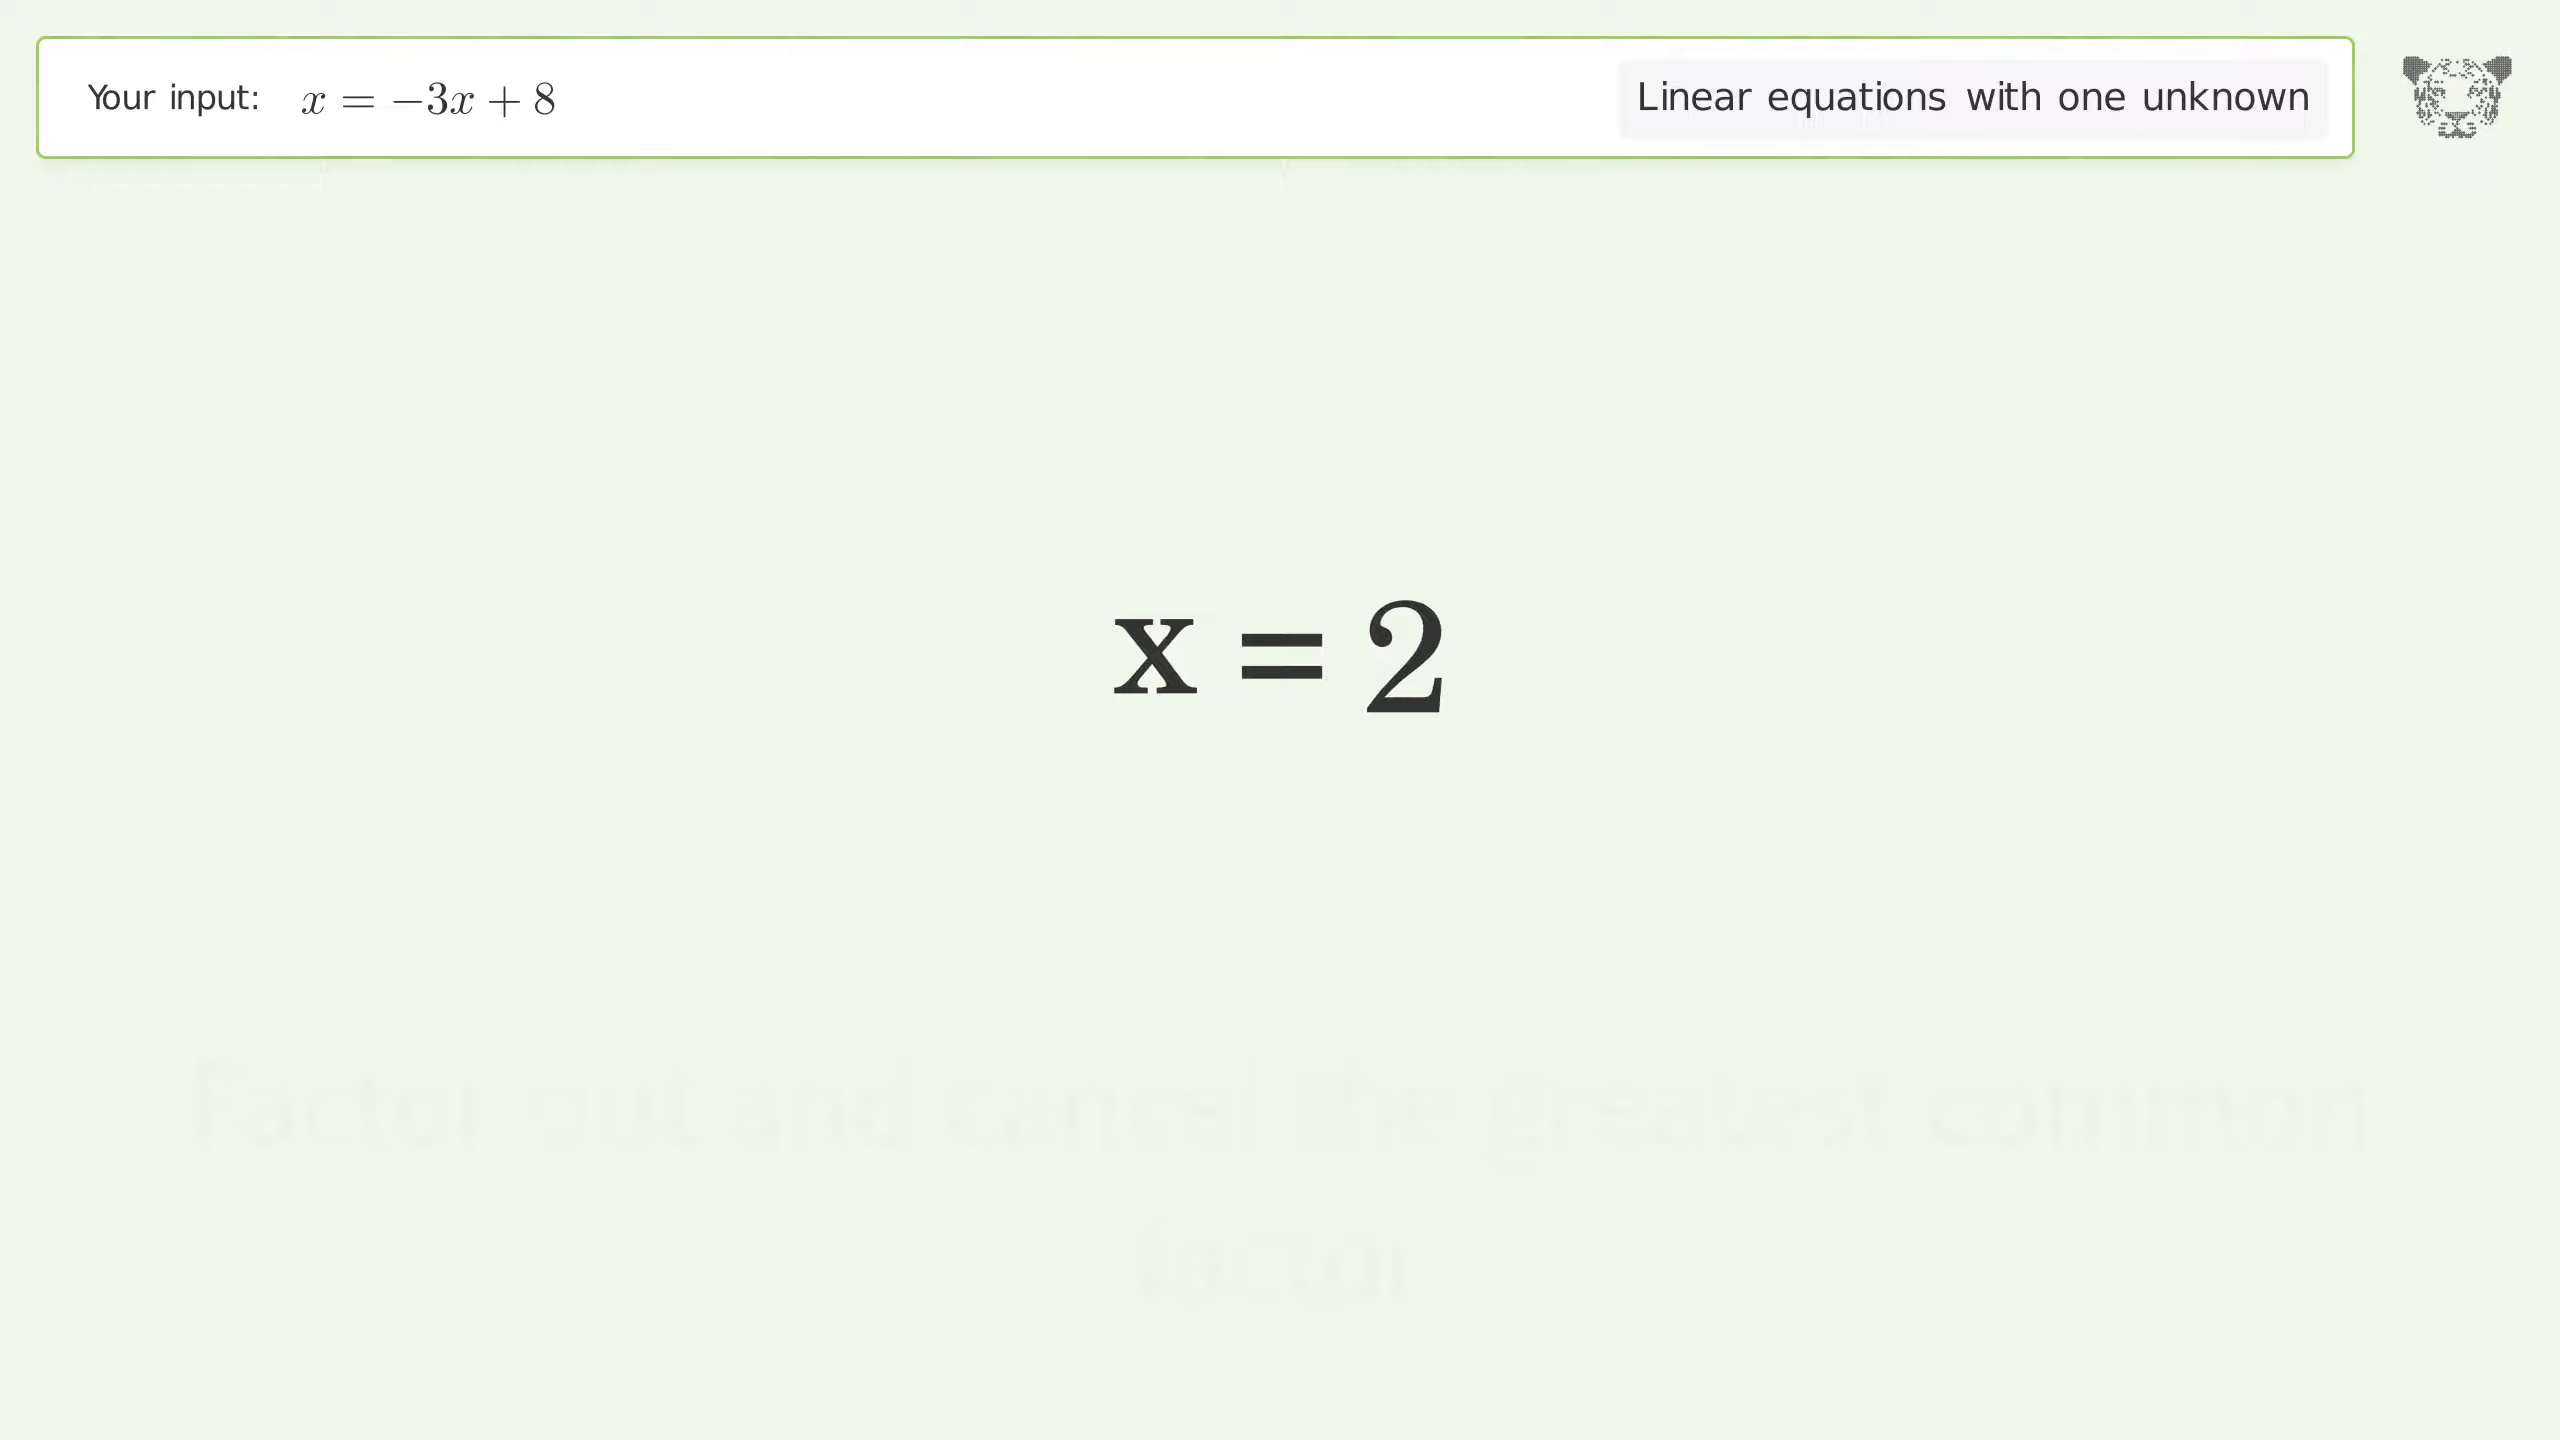 Your input: x = −3x + 8
Linear equations with one unknown
x = 2
Factor out and cancel the greatest common
factor